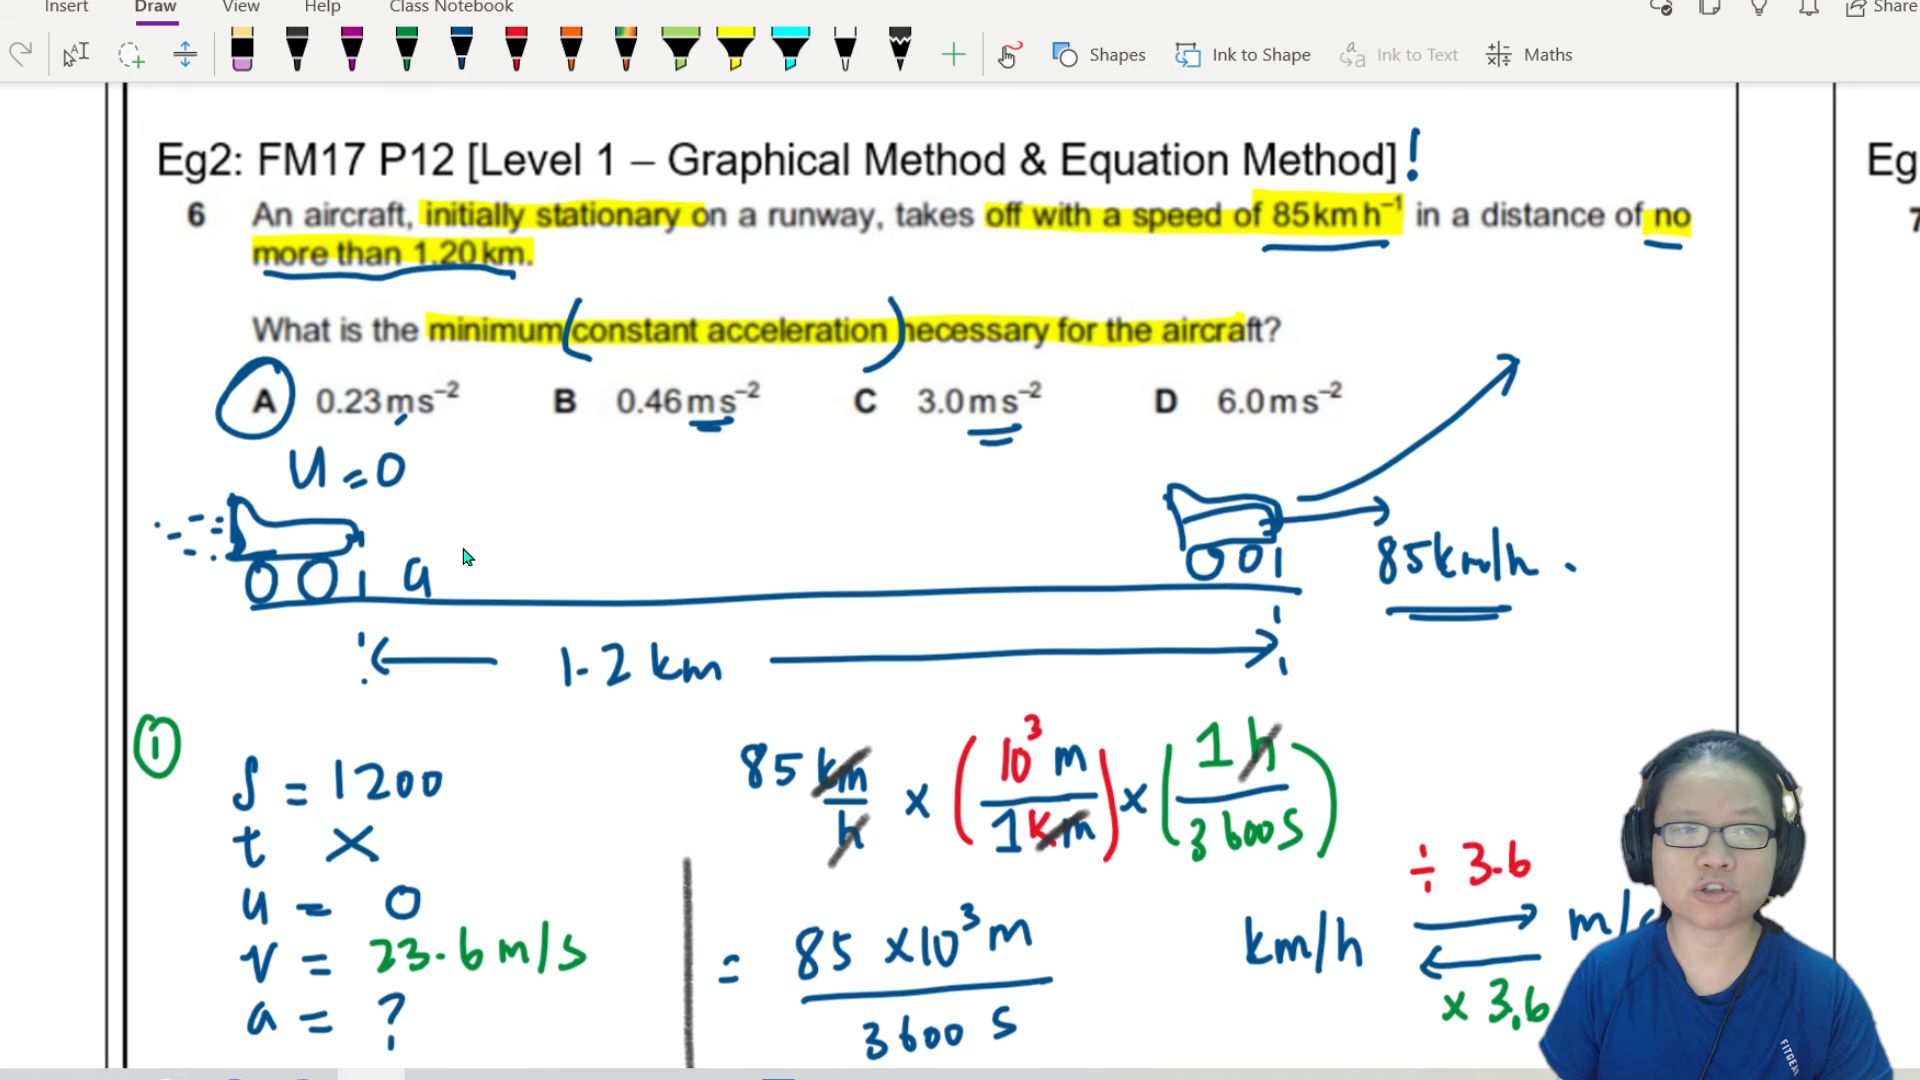 Insert Draw View Help Class Notebook Share
Shapes Ink to Shape Ink to Text Maths
Eg2: FM17 P12 [Level 1 – Graphical Method & Equation Method] !
Eg
6 An aircraft, initially stationary on a runway, takes off with a speed of 85 km h⁻¹ in a distance of no
7
more than 1.20 km.
What is the minimum (constant acceleration) necessary for the aircraft?
A 0.23 m s⁻² B 0.46 m s⁻² C 3.0 m s⁻² D 6.0 m s⁻²
u = 0
a
85 km/h .
1.2 km
①
s = 1200
t ×
u = 0
v = 23.6 m/s
a = ?
85 km/h × (10³ m / 1 km) × (1 h / 3600 s)
= 85 × 10³ m / 3600 s
÷ 3.6
km/h m/s
× 3.6
FITGEAR